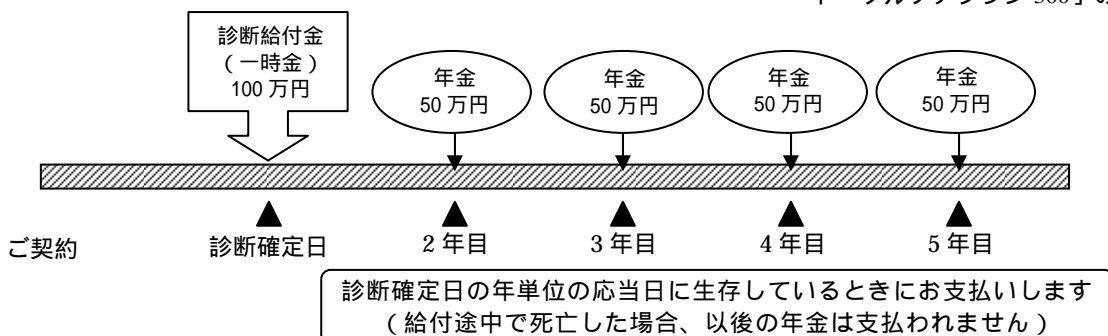 診断給付金
(一時金)
100 万円
年金
50 万円
年金
50 万円
年金
50 万円
年金
50 万円
ご契約
診断確定日
2 年目
3 年目
4 年目
5 年目
診断確定日の年単位の応当日に生存しているときにお支払いします
(給付途中で死亡した場合、以後の年金は支払われません)